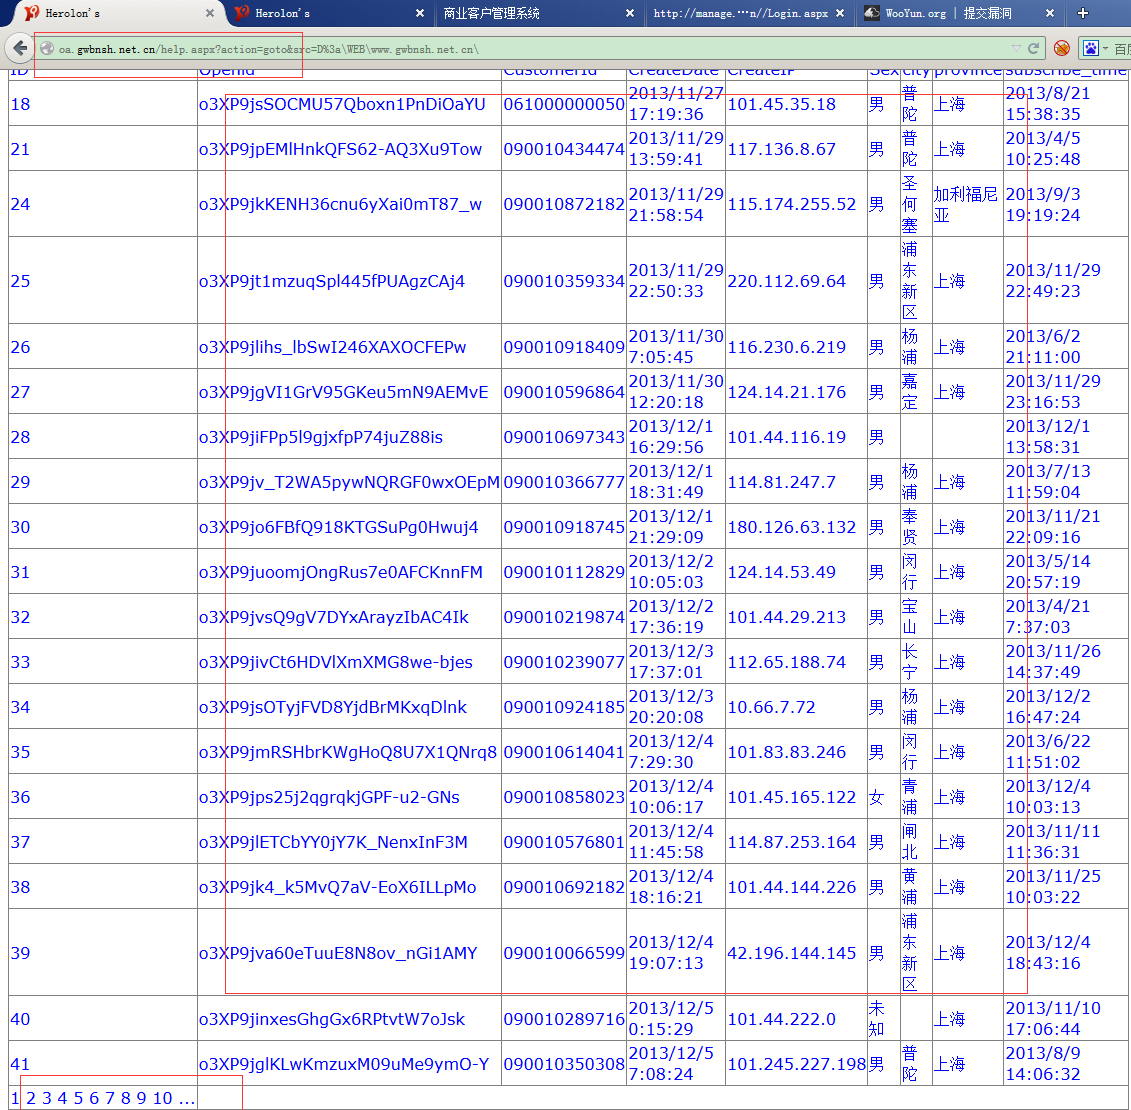 Herolon's
Herolon's
商业客户管理系统
http://manage.···n//Login.aspx
WooYun.org | 提交漏洞
oa.gwbnsh.net.cn/help.aspx?action=goto&src=D%3a\WEB\www.gwbnsh.net.cn\
百
ID OpenId CustomerId CreateDate CreateIP Sex city province subscribe_time
18 o3XP9jsSOCMU57Qboxn1PnDiOaYU 061000000050 2013/11/27 17:19:36 101.45.35.18 男 普陀 上海 2013/8/21 15:38:35
21 o3XP9jpEMlHnkQFS62-AQ3Xu9Tow 090010434474 2013/11/29 13:59:41 117.136.8.67 男 普陀 上海 2013/4/5 10:25:48
24 o3XP9jkKENH36cnu6yXai0mT87_w 090010872182 2013/11/29 21:58:54 115.174.255.52 男 圣何塞 加利福尼亚 2013/9/3 19:19:24
25 o3XP9jt1mzuqSpl445fPUAgzCAj4 090010359334 2013/11/29 22:50:33 220.112.69.64 男 浦东新区 上海 2013/11/29 22:49:23
26 o3XP9jlihs_lbSwI246XAXOCFEPw 090010918409 2013/11/30 7:05:45 116.230.6.219 男 杨浦 上海 2013/6/2 21:11:00
27 o3XP9jgVI1GrV95GKeu5mN9AEMvE 090010596864 2013/11/30 12:20:18 124.14.21.176 男 嘉定 上海 2013/11/29 23:16:53
28 o3XP9jiFPp5l9gjxfpP74juZ88is 090010697343 2013/12/1 16:29:56 101.44.116.19 男 2013/12/1 13:58:31
29 o3XP9jv_T2WA5pywNQRGF0wxOEpM 090010366777 2013/12/1 18:31:49 114.81.247.7 男 杨浦 上海 2013/7/13 11:59:04
30 o3XP9jo6FBfQ918KTGSuPg0Hwuj4 090010918745 2013/12/1 21:29:09 180.126.63.132 男 奉贤 上海 2013/11/21 22:09:16
31 o3XP9juoomjOngRus7e0AFCKnnFM 090010112829 2013/12/2 10:05:03 124.14.53.49 男 闵行 上海 2013/5/14 20:57:19
32 o3XP9jvsQ9gV7DYxArayzIbAC4Ik 090010219874 2013/12/2 17:36:19 101.44.29.213 男 宝山 上海 2013/4/21 7:37:03
33 o3XP9jivCt6HDVlXmXMG8we-bjes 090010239077 2013/12/3 17:37:01 112.65.188.74 男 长宁 上海 2013/11/26 14:37:49
34 o3XP9jsOTyjFVD8YjdBrMKxqDlnk 090010924185 2013/12/3 20:20:08 10.66.7.72 男 杨浦 上海 2013/12/2 16:47:24
35 o3XP9jmRSHbrKWgHoQ8U7X1QNrq8 090010614041 2013/12/4 7:29:30 101.83.83.246 男 闵行 上海 2013/6/22 11:51:02
36 o3XP9jps25j2qgrqkjGPF-u2-GNs 090010858023 2013/12/4 10:06:17 101.45.165.122 女 青浦 上海 2013/12/4 10:03:13
37 o3XP9jlETCbYY0jY7K_NenxInF3M 090010576801 2013/12/4 11:45:58 114.87.253.164 男 闸北 上海 2013/11/11 11:36:31
38 o3XP9jk4_k5MvQ7aV-EoX6ILLpMo 090010692182 2013/12/4 18:16:21 101.44.144.226 男 黄浦 上海 2013/11/25 10:03:22
39 o3XP9jva60eTuuE8N8ov_nGi1AMY 090010066599 2013/12/4 19:07:13 42.196.144.145 男 浦东新区 上海 2013/12/4 18:43:16
40 o3XP9jinxesGhgGx6RPtvtW7oJsk 090010289716 2013/12/5 0:15:29 101.44.222.0 未知 上海 2013/11/10 17:06:44
41 o3XP9jglKLwKmzuxM09uMe9ymO-Y 090010350308 2013/12/5 7:08:24 101.245.227.198 男 普陀 上海 2013/8/9 14:06:32
1 2 3 4 5 6 7 8 9 10 ...